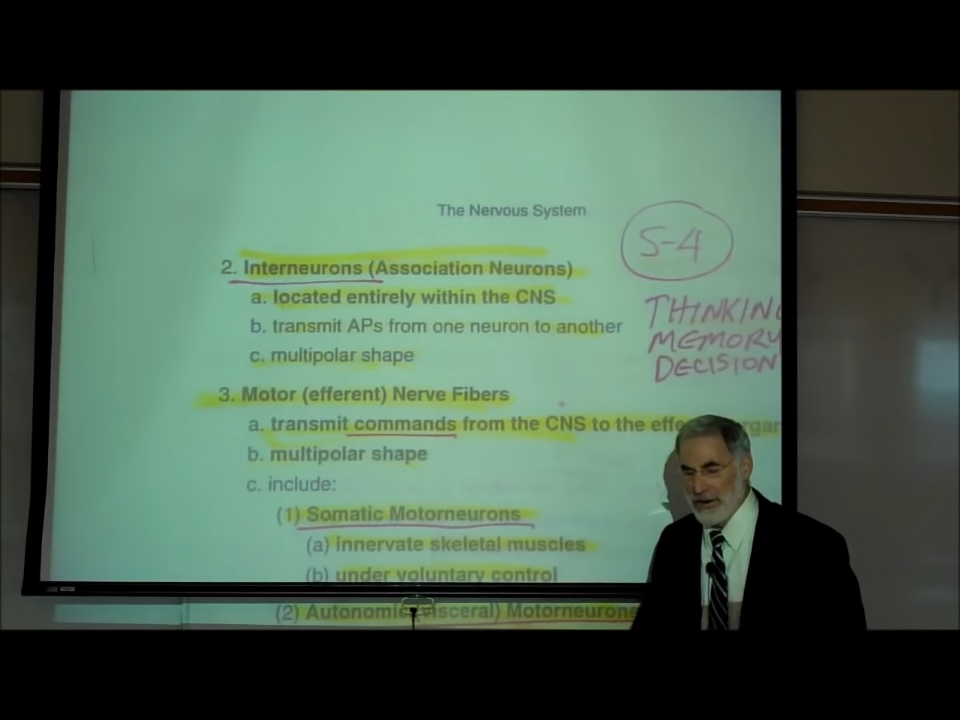 The Nervous System
S-4
2. Interneurons (Association Neurons)
a. located entirely within the CNS
b. transmit APs from one neuron to another
c. multipolar shape
THINKING
MEMORY
DECISION
3. Motor (efferent) Nerve Fibers
a. transmit commands from the CNS to the
b. multipolar shape
c. include:
(1) Somatic Motorneurons
(a) innervate skeletal muscles
(b) under voluntary control
(2) Autonomic (visceral) Motorneurons